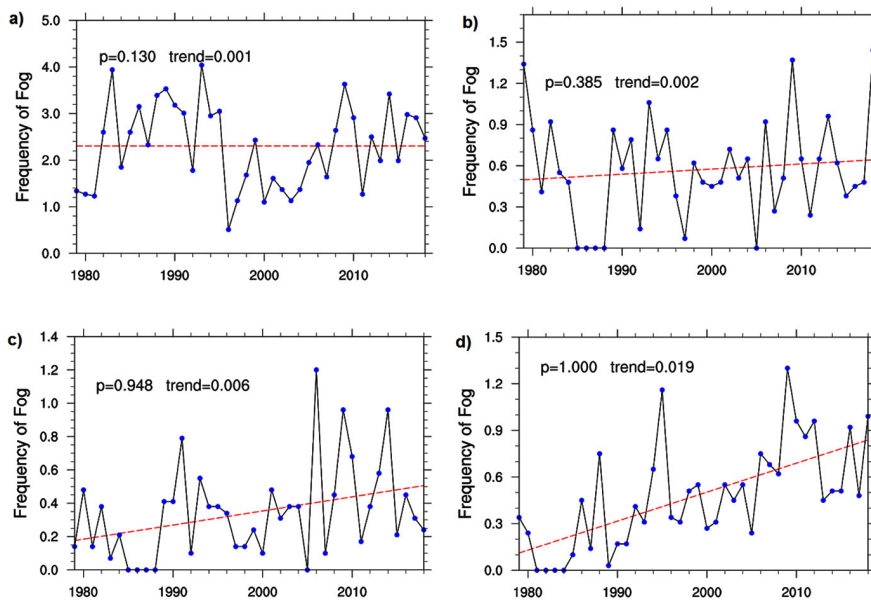 a)
p=0.130 trend=0.001
Frequency of Fog
5.0
4.0
3.0
2.0
1.0
0.0
1980 1990 2000 2010
b)
p=0.385 trend=0.002
Frequency of Fog
1.5
1.2
0.9
0.6
0.3
0.0
1980 1990 2000 2010
c)
p=0.948 trend=0.006
Frequency of Fog
1.4
1.2
1.0
0.8
0.6
0.4
0.2
0.0
1980 1990 2000 2010
d)
p=1.000 trend=0.019
Frequency of Fog
1.5
1.2
0.9
0.6
0.3
0.0
1980 1990 2000 2010